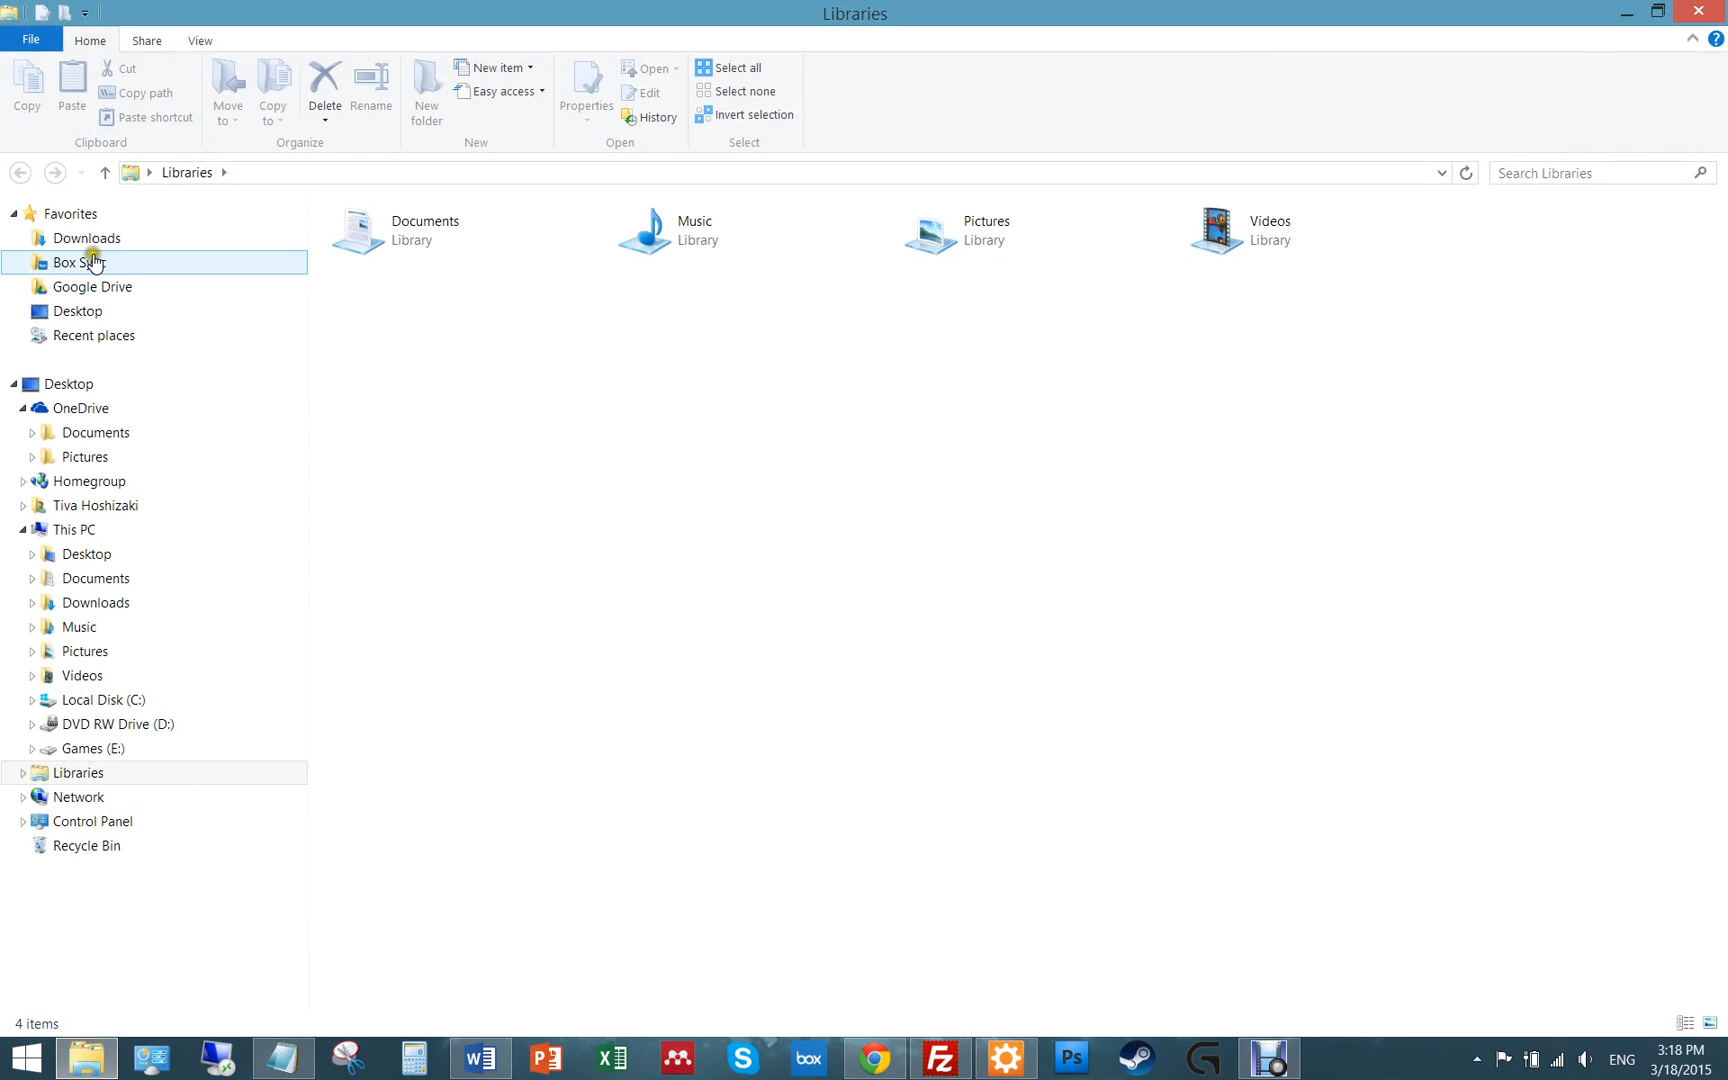 Libraries
File Home Share View
Copy
Paste
Cut
Copy path
Paste shortcut
Clipboard
Move to
Copy to
Delete
Rename
Organize
New folder
New item
Easy access
New
Properties
Open
Edit
History
Open
Select all
Select none
Invert selection
Select
Libraries
Search Libraries
Favorites
Downloads
Box
Google Drive
Desktop
Recent places
Desktop
OneDrive
Documents
Pictures
Homegroup
Tiva Hoshizaki
This PC
Desktop
Documents
Downloads
Music
Pictures
Videos
Local Disk (C:)
DVD RW Drive (D:)
Games (E:)
Libraries
Network
Control Panel
Recycle Bin
Documents
Library
Music
Library
Pictures
Library
Videos
Library
4 items
box
Ps
ENG
3:18 PM
3/18/2015